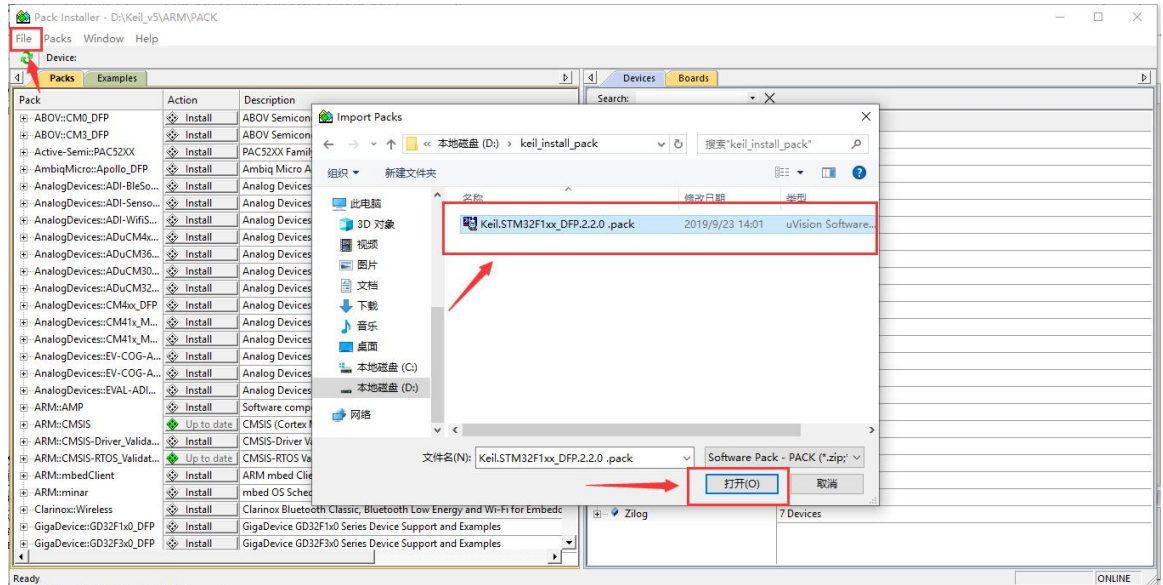 Pack Installer - D:\Keil_v5\ARM\PACK
File Packs Window Help
Device:
Packs Examples
Pack Action Description
ABOV::CM0_DFP Install ABOV Semicon
ABOV::CM3_DFP Install ABOV Semicon
Active-Semi::PAC52XX Install PAC52XX Famil
AmbiqMicro::Apollo_DFP Install Ambiq Micro A
AnalogDevices::ADI-BleSo... Install Analog Devices
AnalogDevices::ADI-Senso... Install Analog Devices
AnalogDevices::ADI-WifiS... Install Analog Devices
AnalogDevices::ADuCM4x... Install Analog Devices
AnalogDevices::ADuCM36... Install Analog Devices
AnalogDevices::ADuCM30... Install Analog Devices
AnalogDevices::ADuCM32... Install Analog Devices
AnalogDevices::CM4xx_DFP Install Analog Devices
AnalogDevices::CM41x_M... Install Analog Devices
AnalogDevices::CM41x_M... Install Analog Devices
AnalogDevices::EV-COG-A... Install Analog Devices
AnalogDevices::EV-COG-A... Install Analog Devices
AnalogDevices::EVAL-ADI... Install Analog Devices
ARM::AMP Install Software comp
ARM::CMSIS Up to date CMSIS (Cortex
ARM::CMSIS-Driver_Valida... Install CMSIS-Driver Va
ARM::CMSIS-RTOS_Validat... Up to date CMSIS-RTOS Va
ARM::mbedClient Install ARM mbed Clie
ARM::minar Install mbed OS Sched
Clarinox::Wireless Install Clarinox Bluetooth Classic, Bluetooth Low Energy and Wi-Fi for Embedc
GigaDevice::GD32F1x0_DFP Install GigaDevice GD32F1x0 Series Device Support and Examples
GigaDevice::GD32F3x0_DFP Install GigaDevice GD32F3x0 Series Device Support and Examples
Devices Boards
Search:
Import Packs
« 本地磁盘 (D:) › keil_install_pack
搜索"keil_install_pack"
组织 新建文件夹
此电脑
3D 对象
视频
图片
文档
下载
音乐
桌面
本地磁盘 (C:)
本地磁盘 (D:)
网络
名称 修改日期 类型
Keil.STM32F1xx_DFP.2.2.0 .pack 2019/9/23 14:01 uVision Software...
文件名(N): Keil.STM32F1xx_DFP.2.2.0 .pack Software Pack - PACK (*.zip;*
打开(O) 取消
Zilog 7 Devices
Ready ONLINE